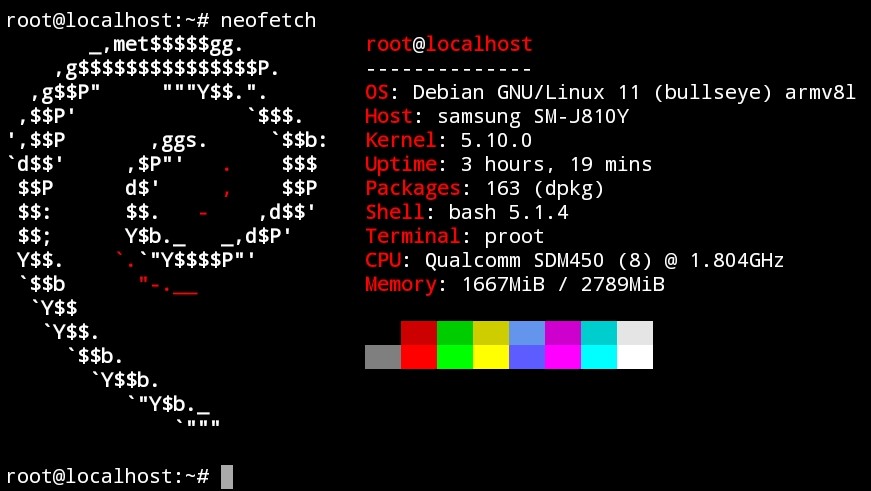 root@localhost:~# neofetch
       _,met$$$$$gg.          root@localhost
    ,g$$$$$$$$$$$$$$$P.       --------------
  ,g$$P"     """Y$$.".        OS: Debian GNU/Linux 11 (bullseye) armv8l
 ,$$P'              `$$$.     Host: samsung SM-J810Y
',$$P       ,ggs.     `$$b:   Kernel: 5.10.0
`d$$'     ,$P"'   .    $$$    Uptime: 3 hours, 19 mins
 $$P      d$'     ,    $$P    Packages: 163 (dpkg)
 $$:      $$.   -    ,d$$'    Shell: bash 5.1.4
 $$;      Y$b._   _,d$P'      Terminal: proot
 Y$$.    `.`"Y$$$$P"'         CPU: Qualcomm SDM450 (8) @ 1.804GHz
 `$$b      "-.__              Memory: 1667MiB / 2789MiB
  `Y$$
   `Y$$.
     `$$b.
       `Y$$b.
          `"Y$b._
              `"""
root@localhost:~#